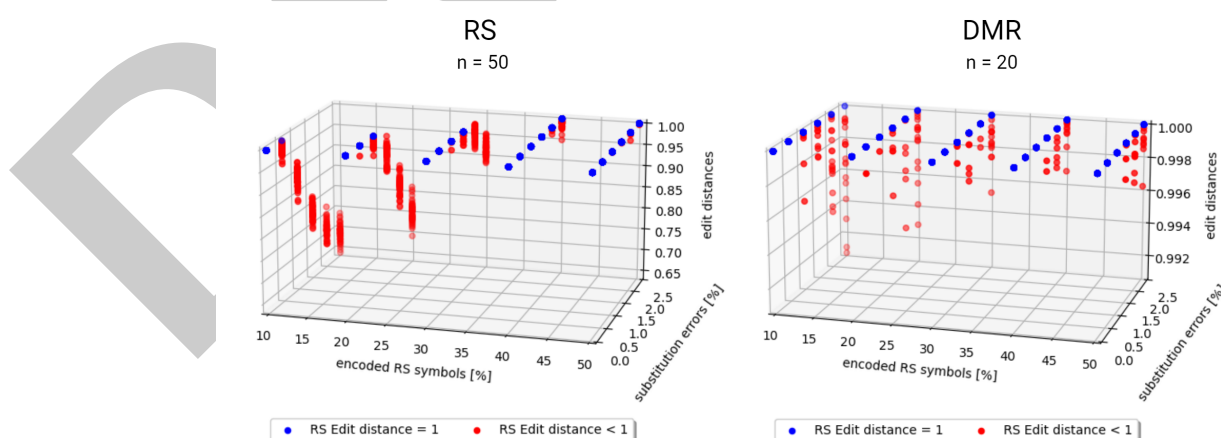 RS
n = 50
1.00
0.95
0.90
0.85
0.80
0.75
0.70
0.65
edit distances
2.5
2.0
1.5
1.0
0.5
0.0
substitution errors [%]
10 15 20 25 30 35 40 45 50
encoded RS symbols [%]
RS Edit distance = 1 RS Edit distance < 1
DMR
n = 20
1.000
0.998
0.996
0.994
0.992
edit distances
2.5
2.0
1.5
1.0
0.5
0.0
substitution errors [%]
10 15 20 25 30 35 40 45 50
encoded RS symbols [%]
RS Edit distance = 1 RS Edit distance < 1